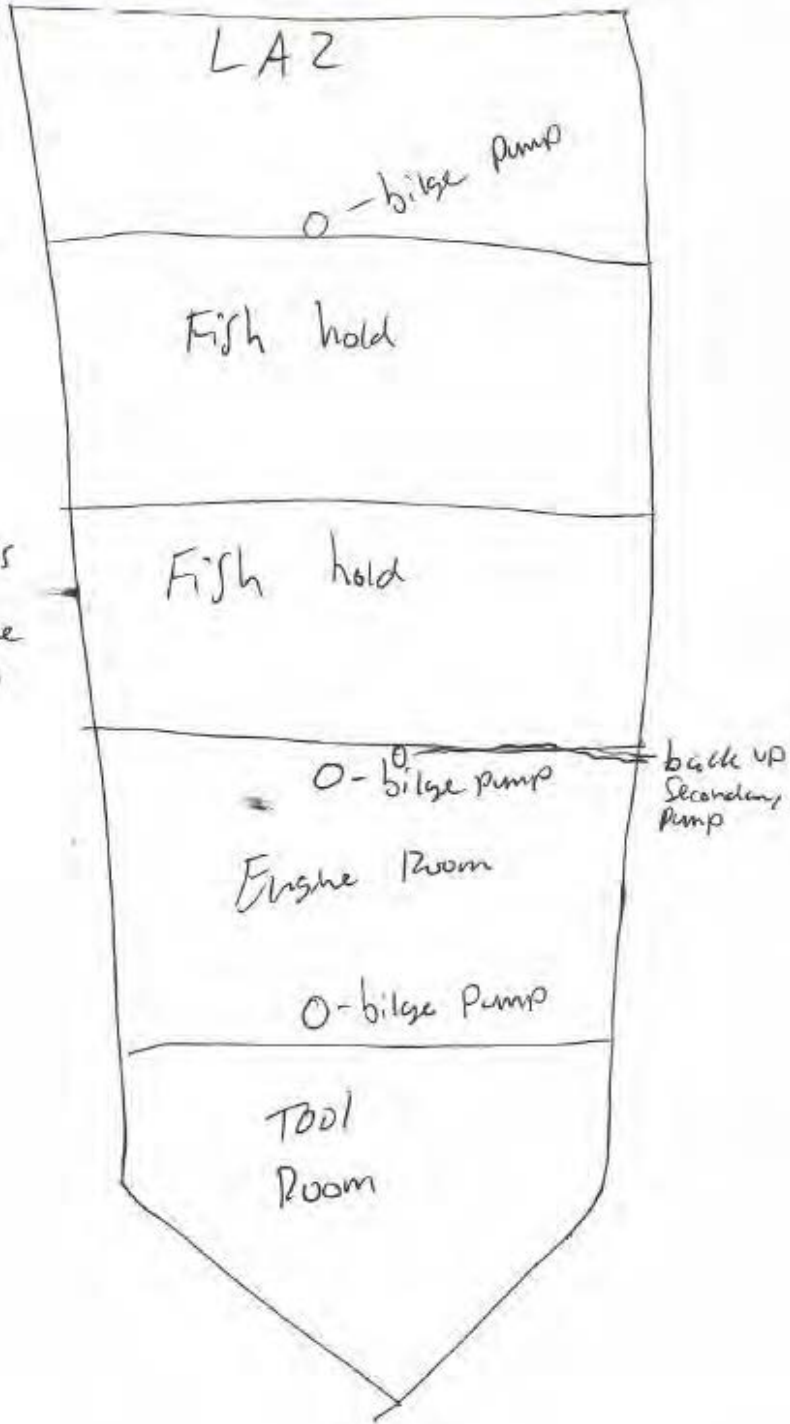 LAZ
O-bilge pump
Fish hold
Fish hold
O-bilge pump
back up
Secondary
Pump
Engine Room
O-bilge Pump
Tool
Room